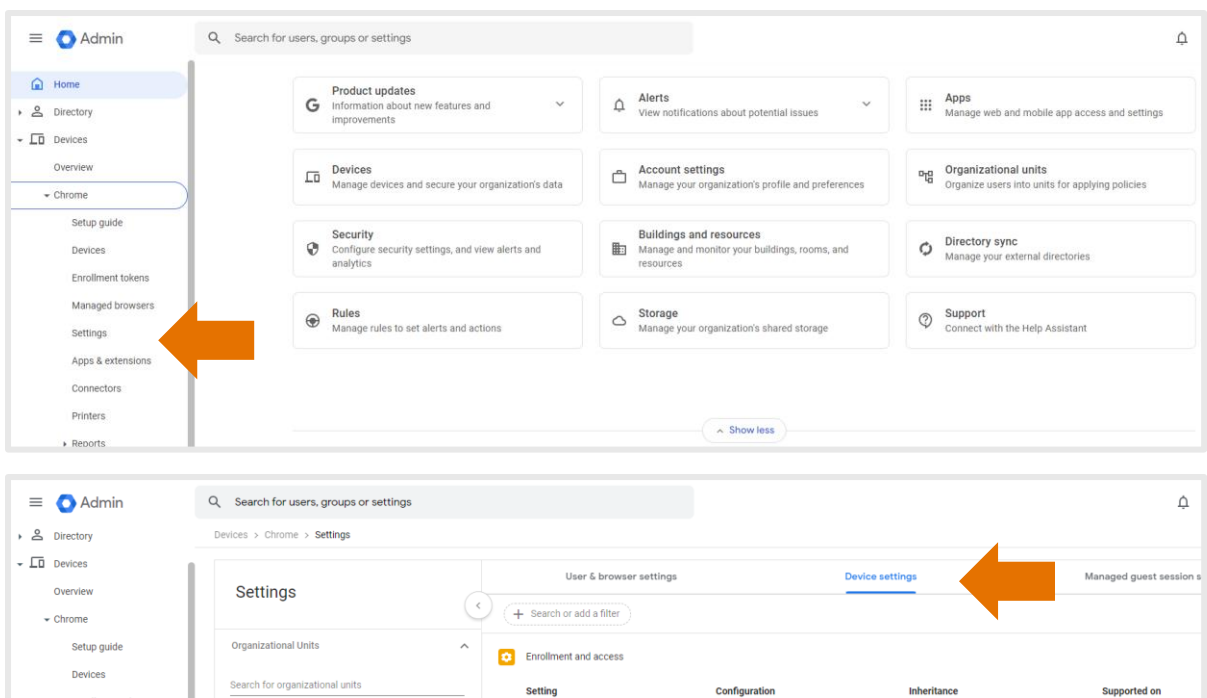 Admin
Search for users, groups or settings
Home
Directory
Devices
Overview
Chrome
Setup guide
Devices
Enrollment tokens
Managed browsers
Settings
Apps & extensions
Connectors
Printers
Reports
Product updates
Information about new features and
improvements
Alerts
View notifications about potential issues
Apps
Manage web and mobile app access and settings
Devices
Manage devices and secure your organization's data
Account settings
Manage your organization's profile and preferences
Organizational units
Organize users into units for applying policies
Security
Configure security settings, and view alerts and
analytics
Buildings and resources
Manage and monitor your buildings, rooms, and
resources
Directory sync
Manage your external directories
Rules
Manage rules to set alerts and actions
Storage
Manage your organization's shared storage
Support
Connect with the Help Assistant
Show less
Admin
Search for users, groups or settings
Directory
Devices
Overview
Chrome
Setup guide
Devices
Devices > Chrome > Settings
Settings
Organizational Units
Search for organizational units
User & browser settings
Device settings
Managed guest session s
Search or add a filter
Enrollment and access
Setting
Configuration
Inheritance
Supported on